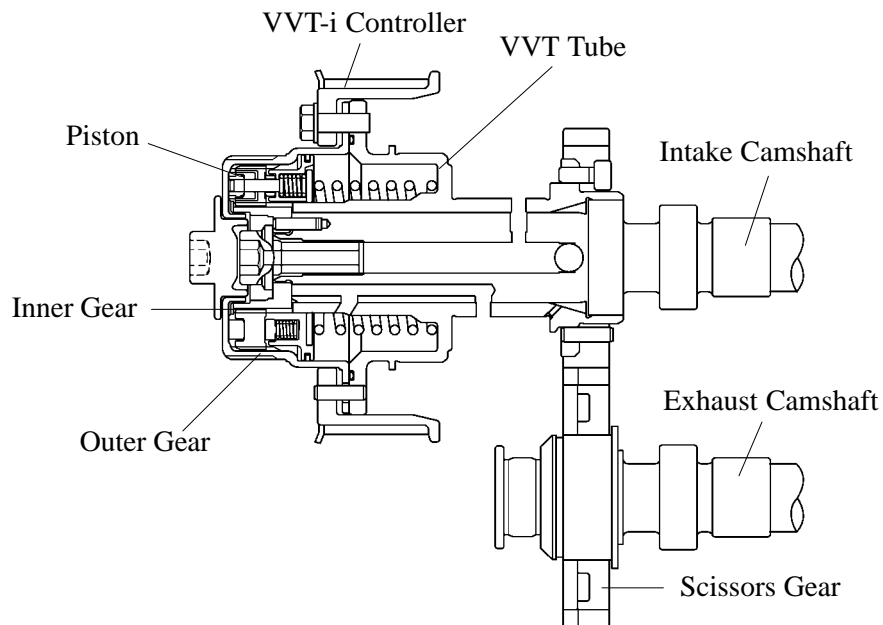 VVT-i Controller
VVT Tube
Piston
Intake Camshaft
Inner Gear
Exhaust Camshaft
Outer Gear
Scissors Gear